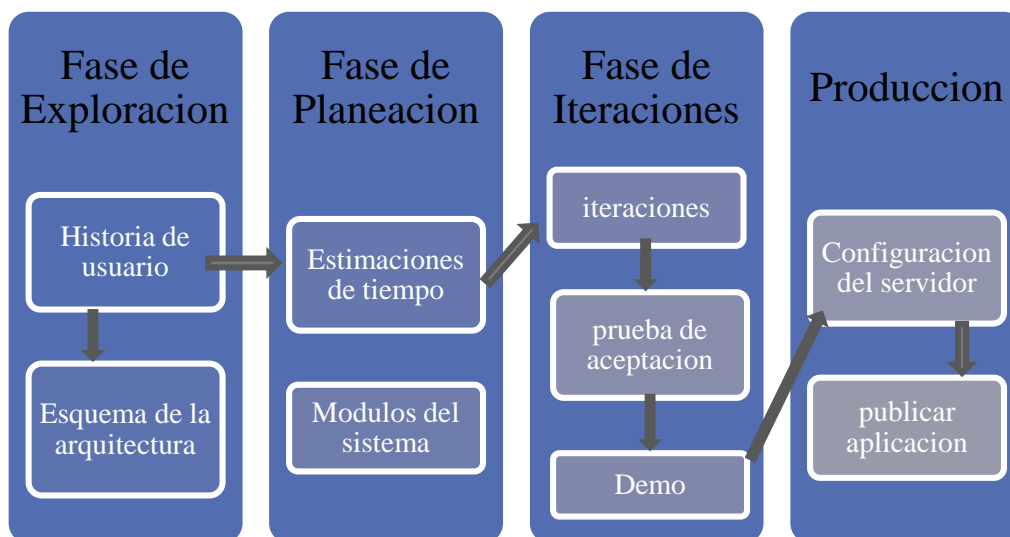 Fase de
Exploracion
Historia de
usuario
Esquema de la
arquitectura
Fase de
Planeacion
Estimaciones
de tiempo
Modulos del
sistema
Fase de
Iteraciones
iteraciones
prueba de
aceptacion
Demo
Produccion
Configuracion
del servidor
publicar
aplicacion